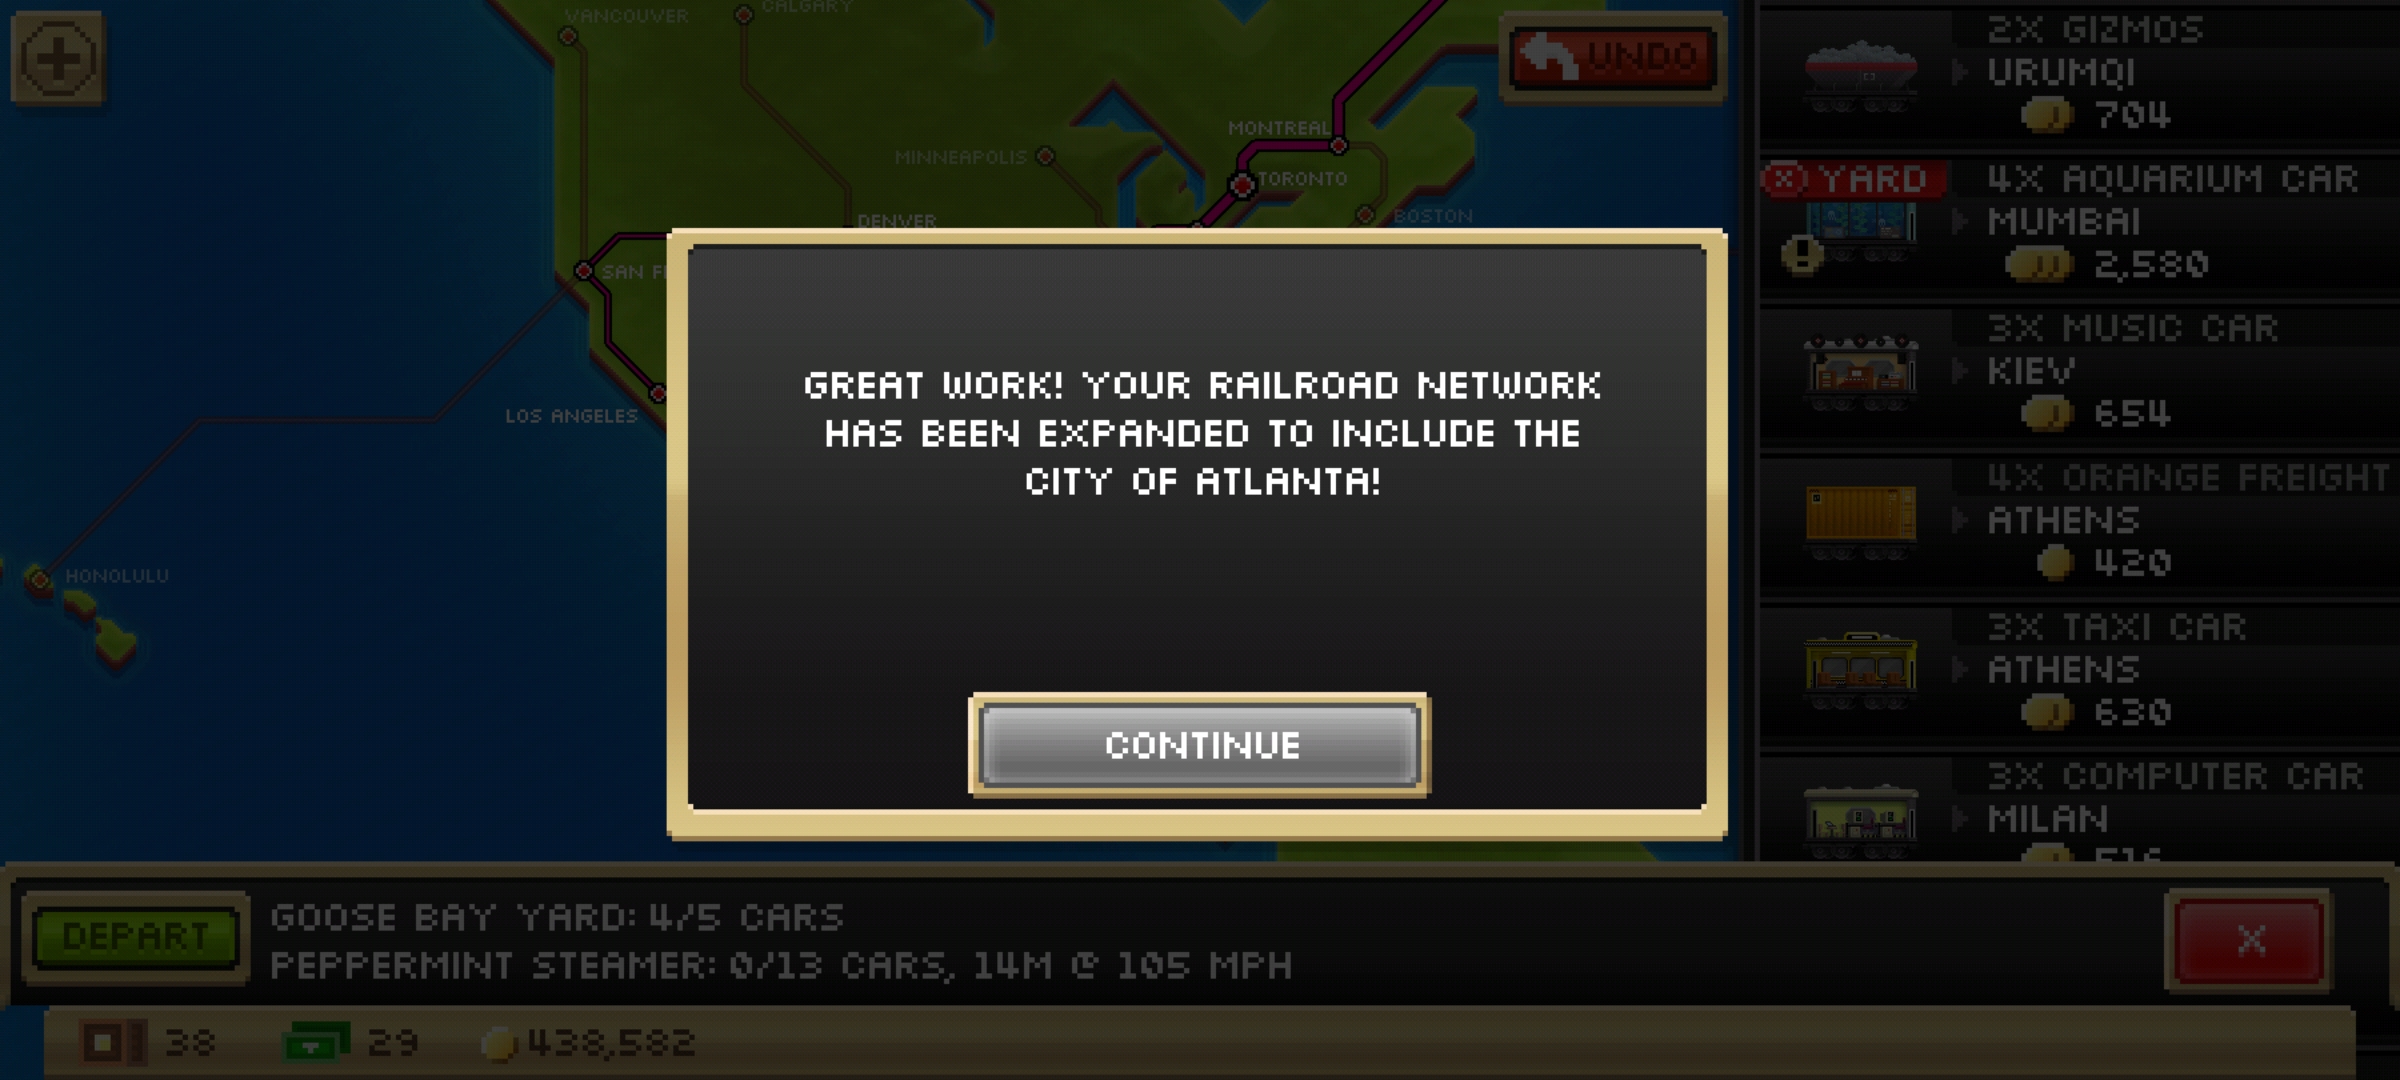 VANCOUVER
CALGARY
UNDO
MONTREAL
MINNEAPOLIS
TORONTO
DENVER
BOSTON
SAN F
LOS ANGELES
HONOLULU
GREAT WORK! YOUR RAILROAD NETWORK
HAS BEEN EXPANDED TO INCLUDE THE
CITY OF ATLANTA!
CONTINUE
2X GIZMOS
URUMQI
704
YARD
4X AQUARIUM CAR
MUMBAI
2,580
3X MUSIC CAR
KIEV
654
4X ORANGE FREIGHT
ATHENS
420
3X TAXI CAR
ATHENS
630
3X COMPUTER CAR
MILAN
DEPART
GOOSE BAY YARD: 4/5 CARS
PEPPERMINT STEAMER: 0/13 CARS, 14M @ 105 MPH
X
38
29
438,582